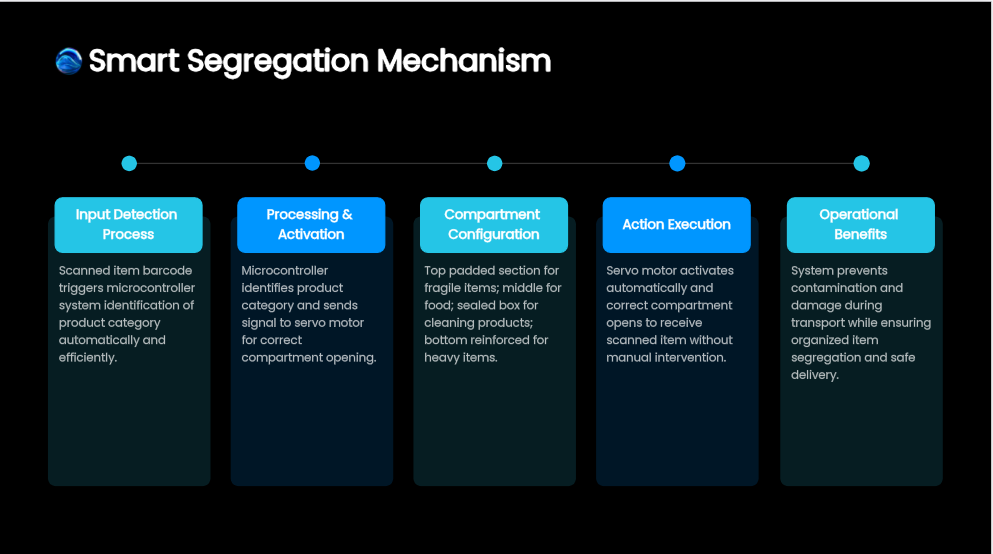 Smart Segregation Mechanism
Input Detection
Process
Scanned item barcode
triggers microcontroller
system identification of
product category
automatically and
efficiently.
Processing &
Activation
Microcontroller
identifies product
category and sends
signal to servo motor
for correct
compartment opening.
Compartment
Configuration
Top padded section for
fragile items; middle for
food; sealed box for
cleaning products;
bottom reinforced for
heavy items.
Action Execution
Servo motor activates
automatically and
correct compartment
opens to receive
scanned item without
manual intervention.
Operational
Benefits
System prevents
contamination and
damage during
transport while ensuring
organized item
segregation and safe
delivery.